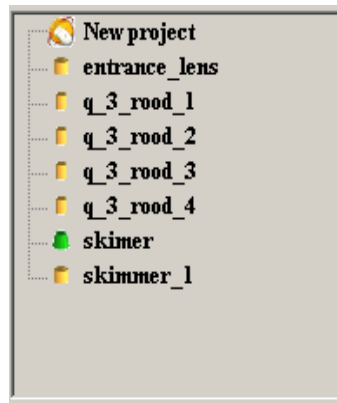 New project
entrance_lens
q_3_rood_1
q_3_rood_2
q_3_rood_3
q_3_rood_4
skimer
skimmer_1